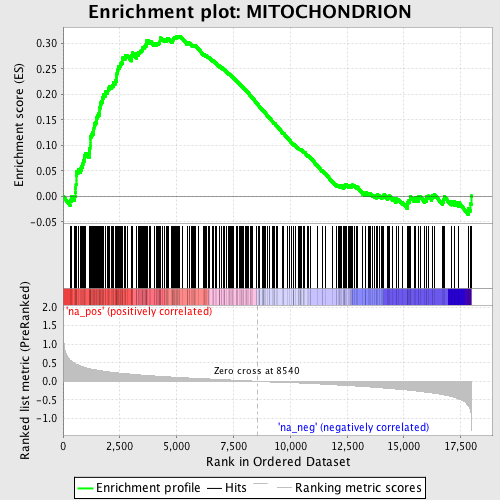 Enrichment plot: MITOCHONDRION
Enrichment score (ES)
0.30
0.25
0.20
0.15
0.10
0.05
0.00
-0.05
'na_pos' (positively correlated)
Ranked list metric (PreRanked)
2.0
1.5
1.0
0.5
0.0
-0.5
-1.0
Zero cross at 8540
'na_neg' (negatively correlated)
0
2,500
5,000
7,500
10,000
12,500
15,000
17,500
Rank in Ordered Dataset
Enrichment profile
Hits
Ranking metric scores